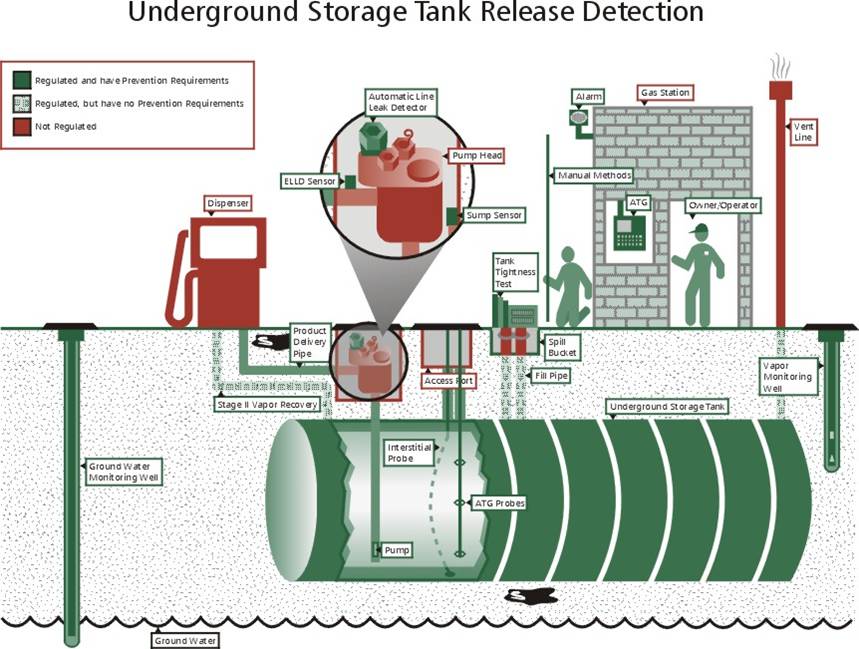 Underground Storage Tank Release Detection
Regulated and have Prevention Requirements
Regulated, but have no Prevention Requirements
Not Regulated
Automatic Line
Leak Detector
Alarm
Gas Station
Vent
Line
Pump Head
ELLD Sensor
Manual Methods
Dispenser
ATG
Owner/Operator
Sump Sensor
Tank
Tightness
Test
Product
Delivery
Pipe
Spill
Bucket
Access Port
Fill Pipe
Vapor
Monitoring
Well
Stage II Vapor Recovery
Underground Storage Tank
Interstitial
Probe
Ground Water
Monitoring Well
ATG Probes
Pump
Ground Water